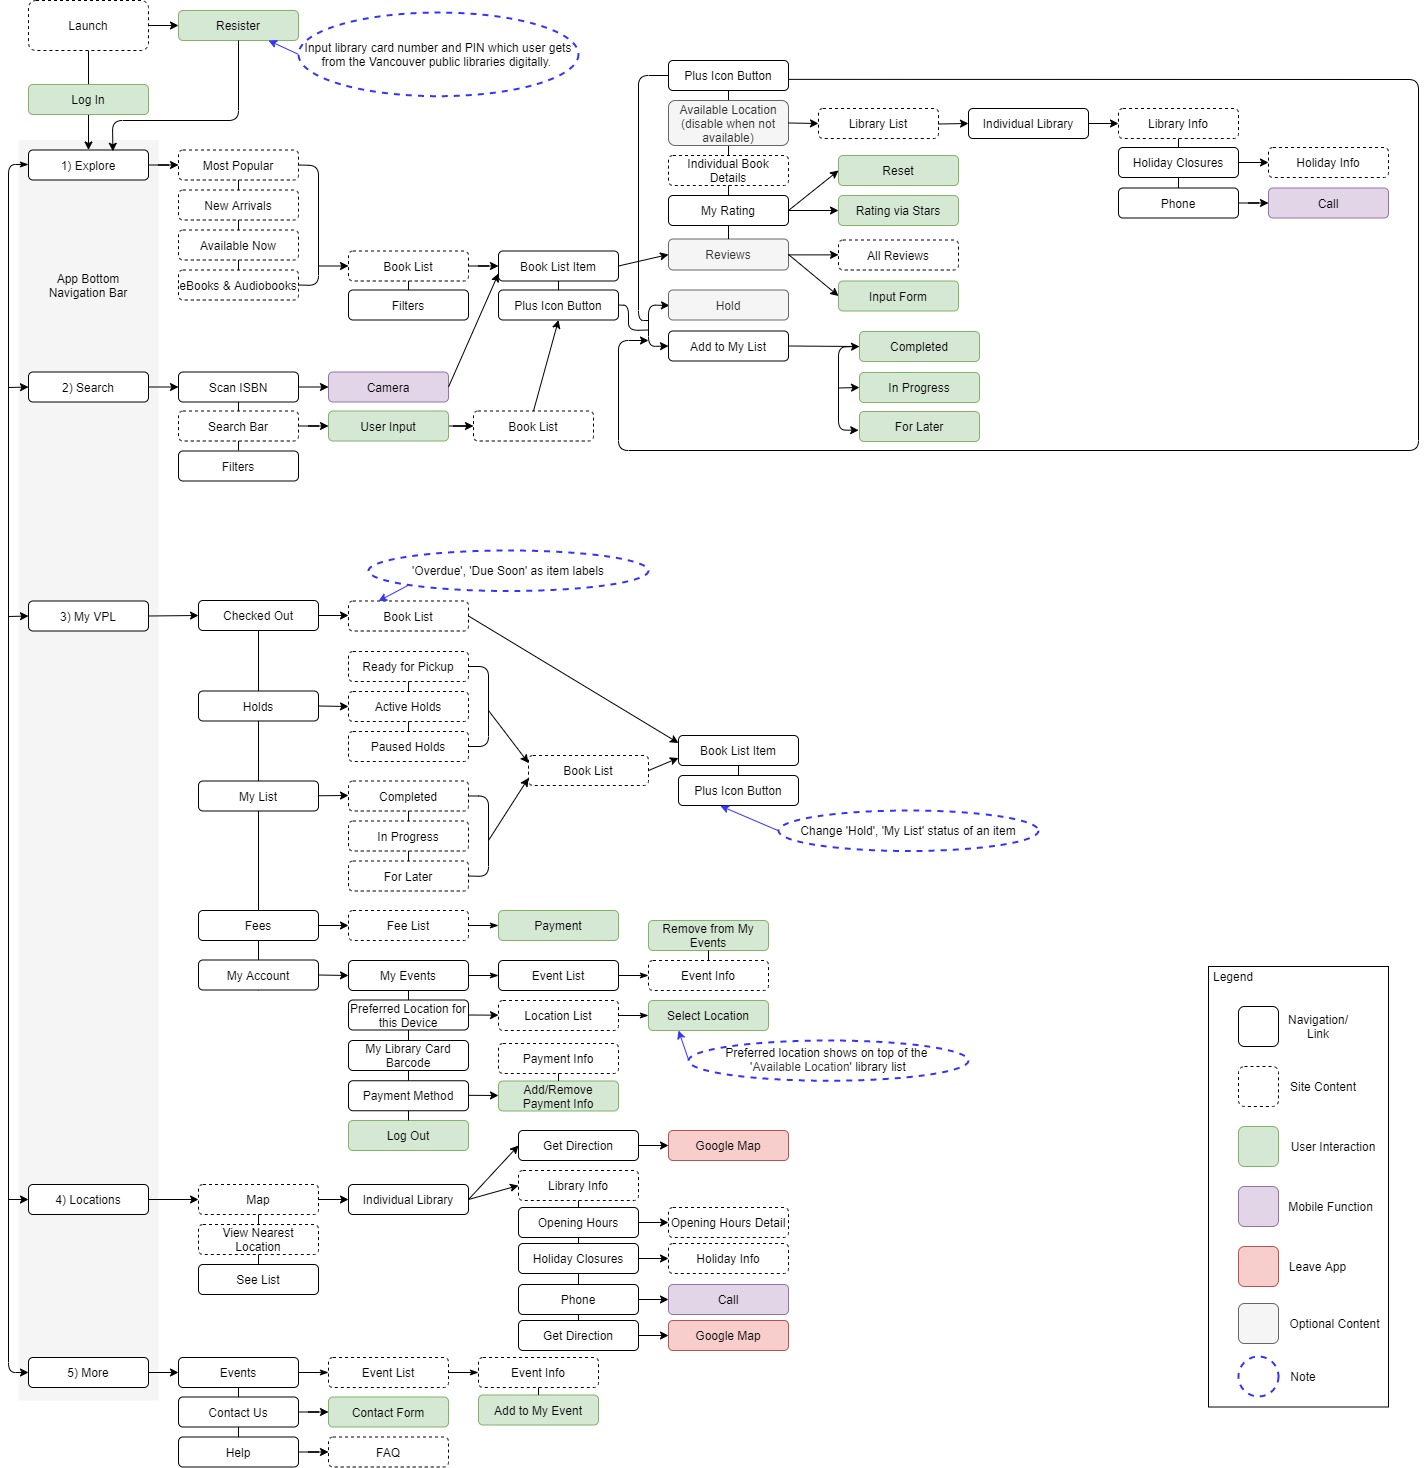 Launch
Resister
Input library card number and PIN which user gets
from the Vancouver public libraries digitally.
Log In
1) Explore
Most Popular
New Arrivals
Available Now
eBooks & Audiobooks
App Bottom
Navigation Bar
Book List
Filters
Book List Item
Plus Icon Button
Plus Icon Button
Available Location
(disable when not
available)
Library List
Individual Library
Library Info
Holiday Closures
Holiday Info
Phone
Call
Individual Book
Details
My Rating
Reset
Rating via Stars
Reviews
All Reviews
Input Form
Hold
Add to My List
Completed
In Progress
For Later
2) Search
Scan ISBN
Camera
Search Bar
User Input
Book List
Filters
'Overdue', 'Due Soon' as item labels
3) My VPL
Checked Out
Book List
Holds
Ready for Pickup
Active Holds
Paused Holds
My List
Completed
In Progress
For Later
Book List
Book List Item
Plus Icon Button
Change 'Hold', 'My List' status of an item
Fees
Fee List
Payment
My Account
My Events
Event List
Event Info
Remove from My
Events
Preferred Location for
this Device
Location List
Select Location
Preferred location shows on top of the
'Available Location' library list
My Library Card
Barcode
Payment Info
Payment Method
Add/Remove
Payment Info
Log Out
4) Locations
Map
View Nearest
Location
See List
Individual Library
Get Direction
Google Map
Library Info
Opening Hours
Opening Hours Detail
Holiday Closures
Holiday Info
Phone
Call
Get Direction
Google Map
5) More
Events
Event List
Event Info
Add to My Event
Contact Us
Contact Form
Help
FAQ
Legend
Navigation/
Link
Site Content
User Interaction
Mobile Function
Leave App
Optional Content
Note